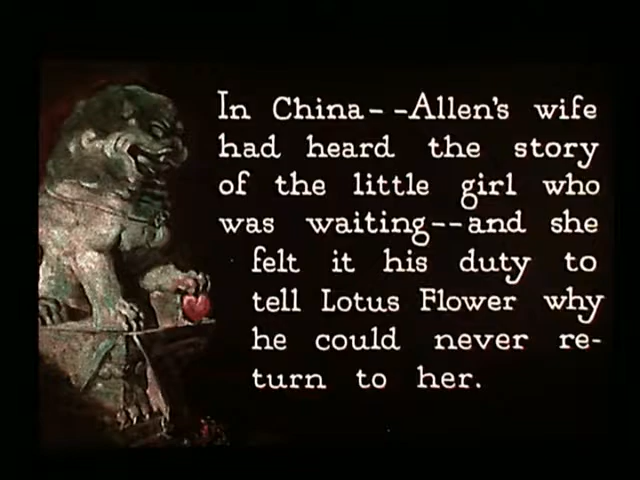 In China--Allen's wife
had heard the story
of the little girl who
was waiting--and she
felt it his duty to
tell Lotus Flower why
he could never re-
turn to her.